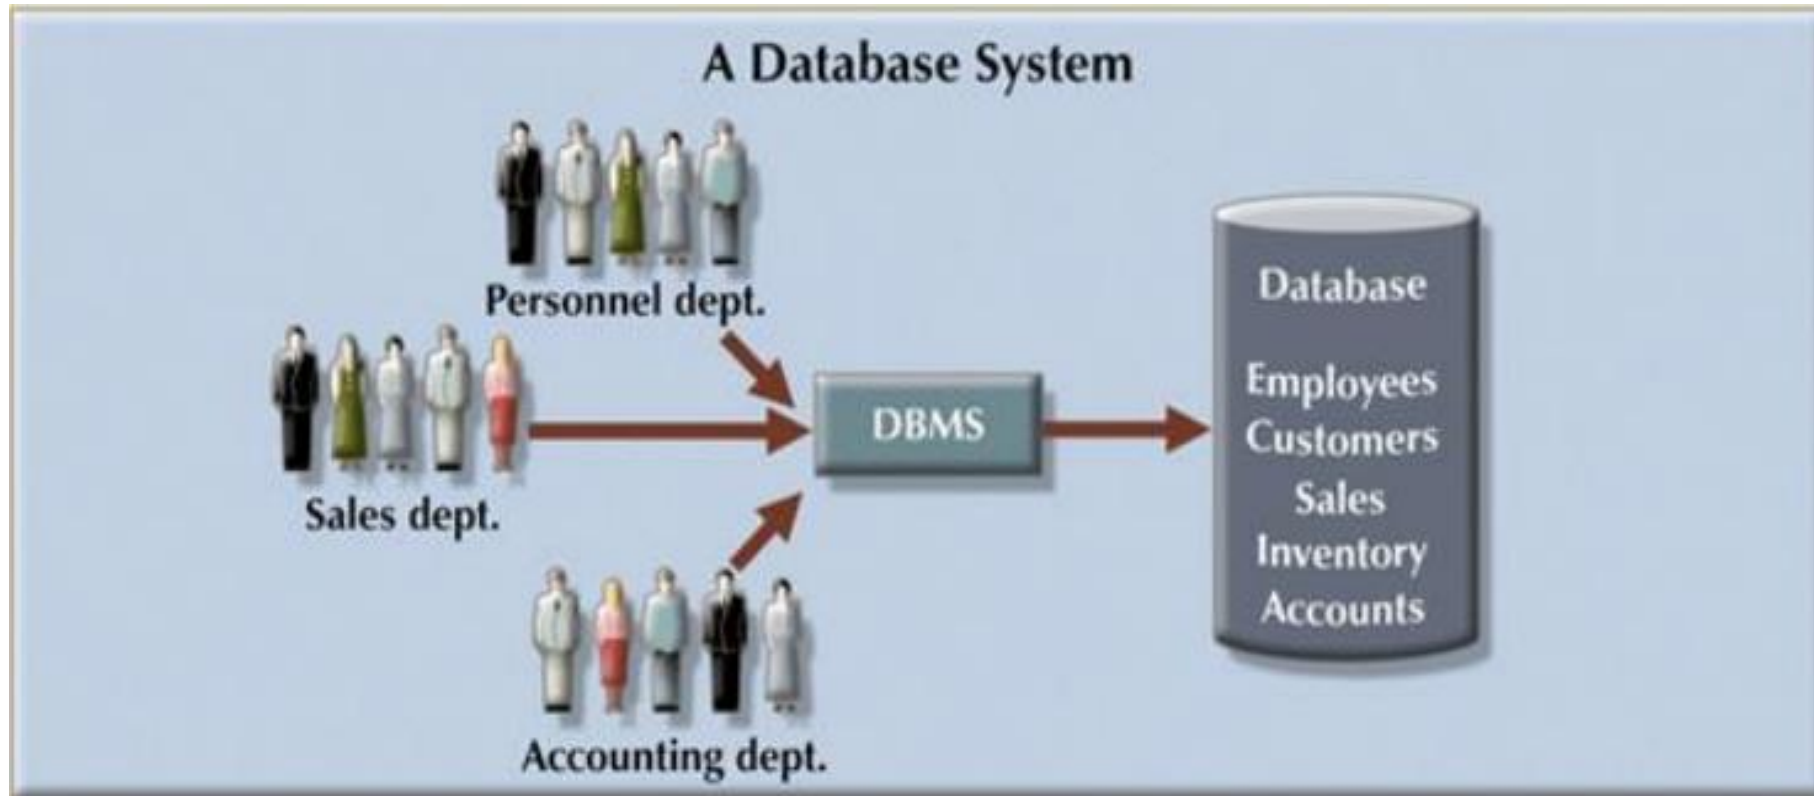 A Database System
Personnel dept.
Sales dept.
Accounting dept.
DBMS
Database
Employees
Customers
Sales
Inventory
Accounts